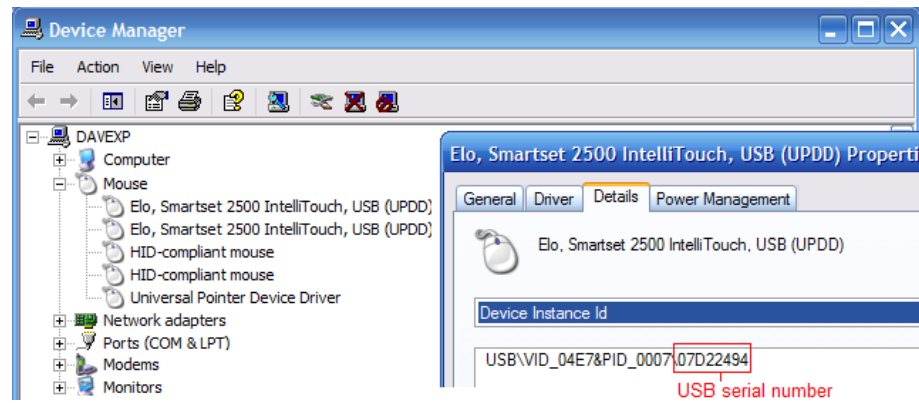 Device Manager
File Action View Help
DAVEXP
Computer
Mouse
Elo, Smartset 2500 IntelliTouch, USB (UPDD)
Elo, Smartset 2500 IntelliTouch, USB (UPDD)
HID-compliant mouse
HID-compliant mouse
Universal Pointer Device Driver
Network adapters
Ports (COM & LPT)
Modems
Monitors
Elo, Smartset 2500 IntelliTouch, USB (UPDD) Properti
General Driver Details Power Management
Elo, Smartset 2500 IntelliTouch, USB (UPDD)
Device Instance Id
USB\VID_04E7&PID_0007\07D22494
USB serial number